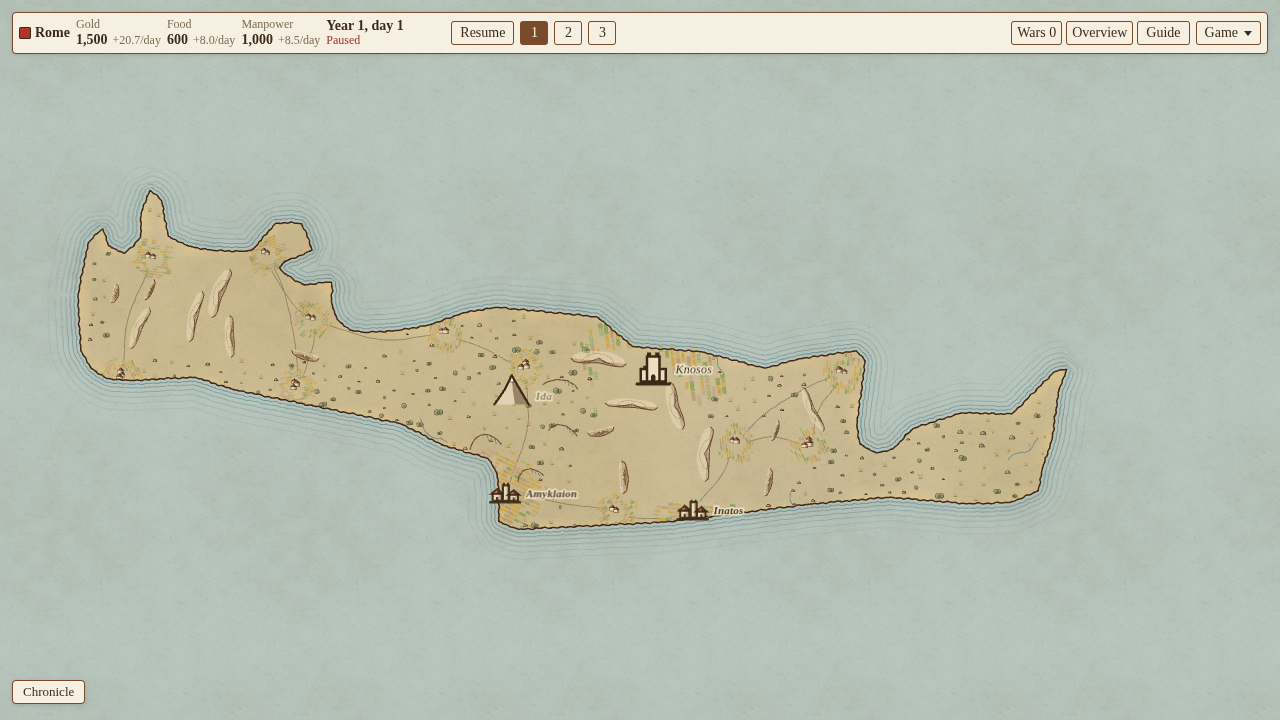 Rome
Gold
1,500 +20.7/day
Food
600 +8.0/day
Manpower
1,000 +8.5/day
Year 1, day 1
Paused
Resume 1 2 3
Wars 0 Overview Guide Game
Knosos
Ida
Amyklaion
Inatos
Chronicle